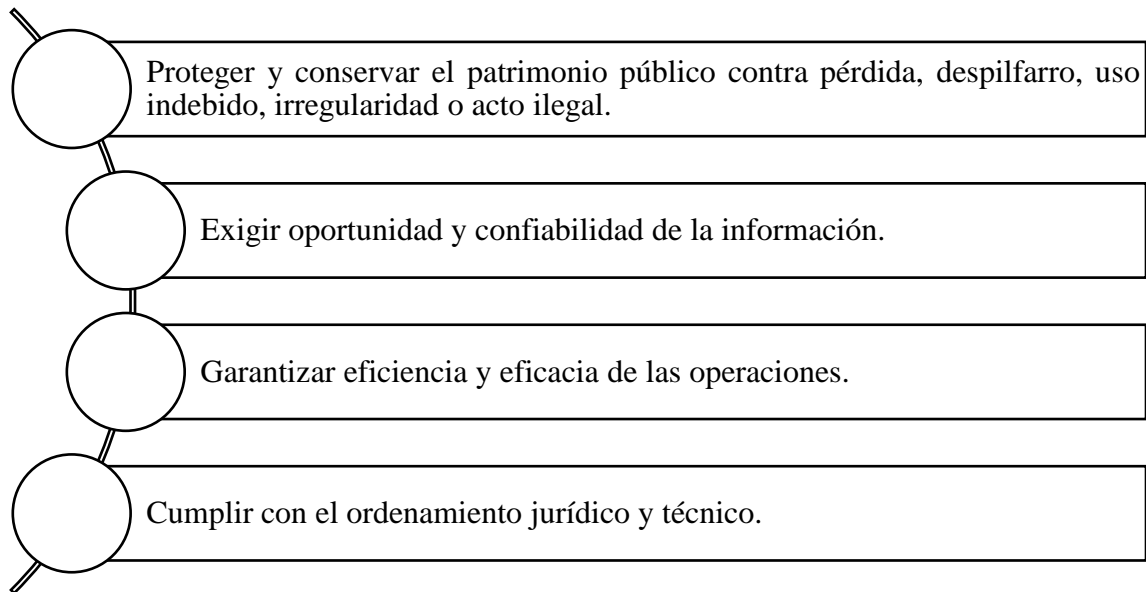 Proteger y conservar el patrimonio público contra pérdida, despilfarro, uso
indebido, irregularidad o acto ilegal.
Exigir oportunidad y confiabilidad de la información.
Garantizar eficiencia y eficacia de las operaciones.
Cumplir con el ordenamiento jurídico y técnico.